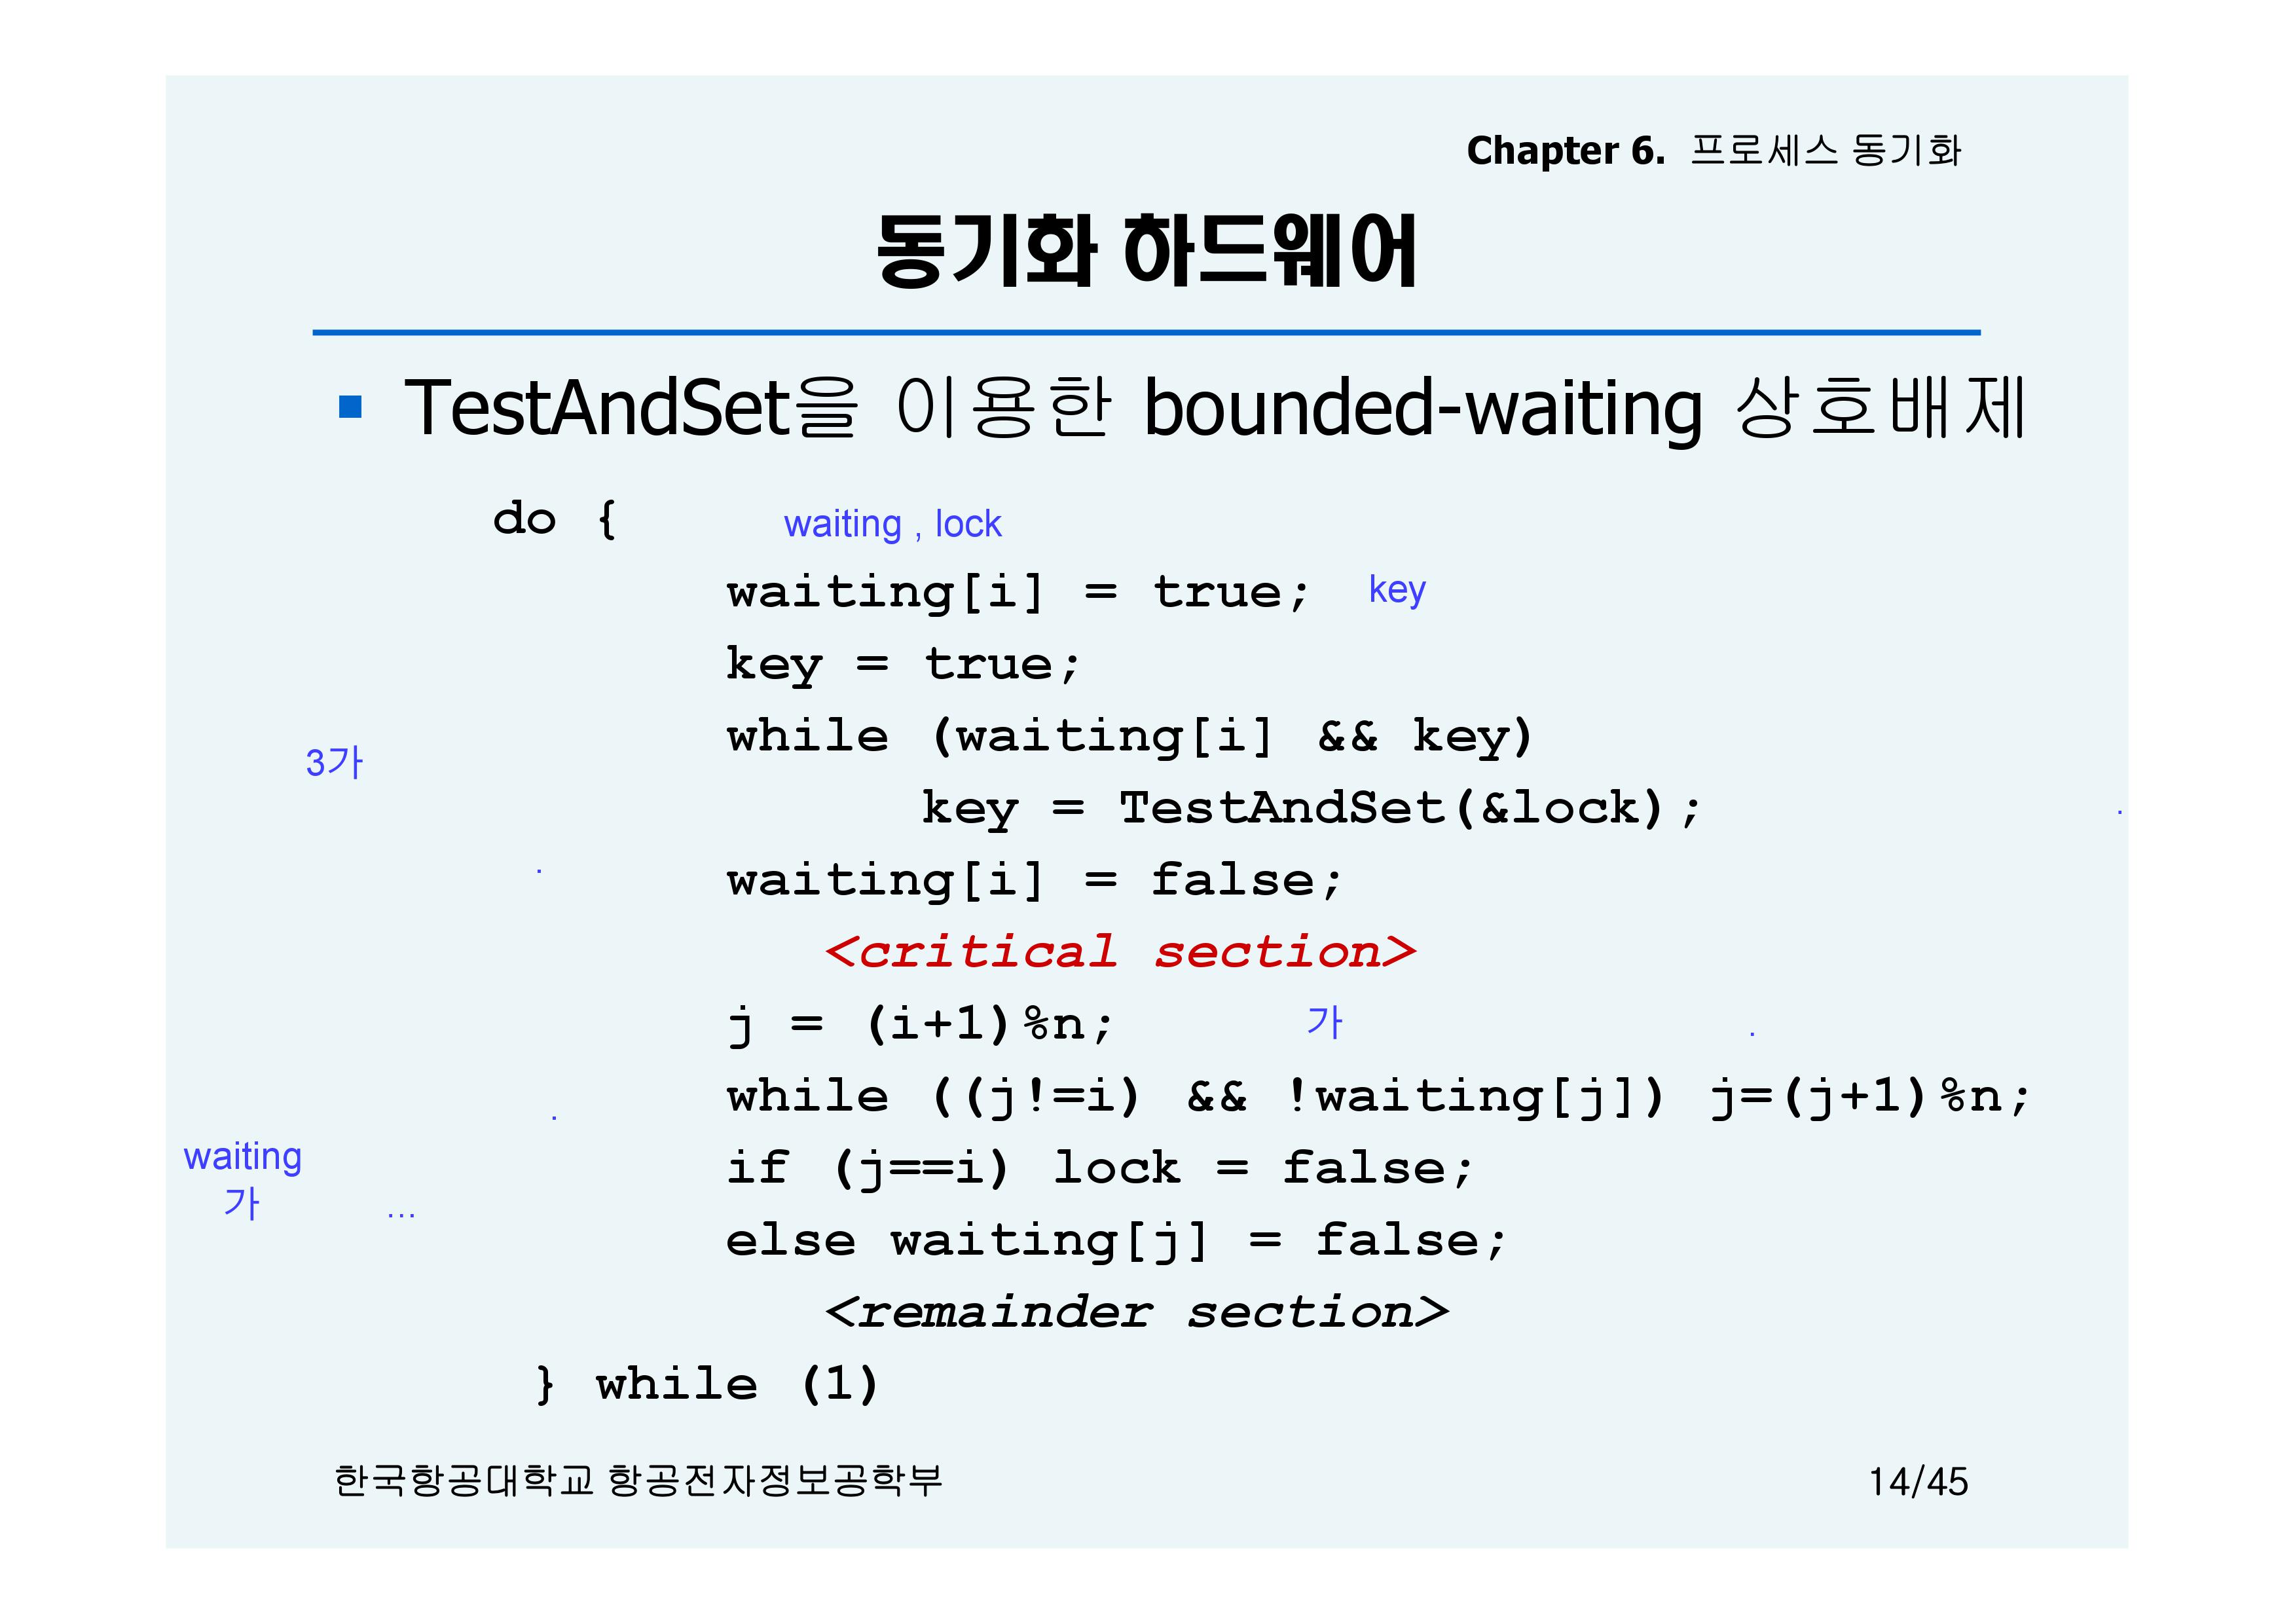 Chapter 6. 프로세스 동기화
동기화 하드웨어
TestAndSet을 이용한 bounded-waiting 상호배제
do {
waiting , lock
waiting[i] = true;
key
key = true;
while (waiting[i] && key)
3가
key = TestAndSet(&lock);
.
.
waiting[i] = false;
<critical section>
j = (i+1)%n;
가
.
while ((j!=i) && !waiting[j]) j=(j+1)%n;
.
waiting
가 ...
if (j==i) lock = false;
else waiting[j] = false;
<remainder section>
} while (1)
한국항공대학교 항공전자정보공학부
14/45